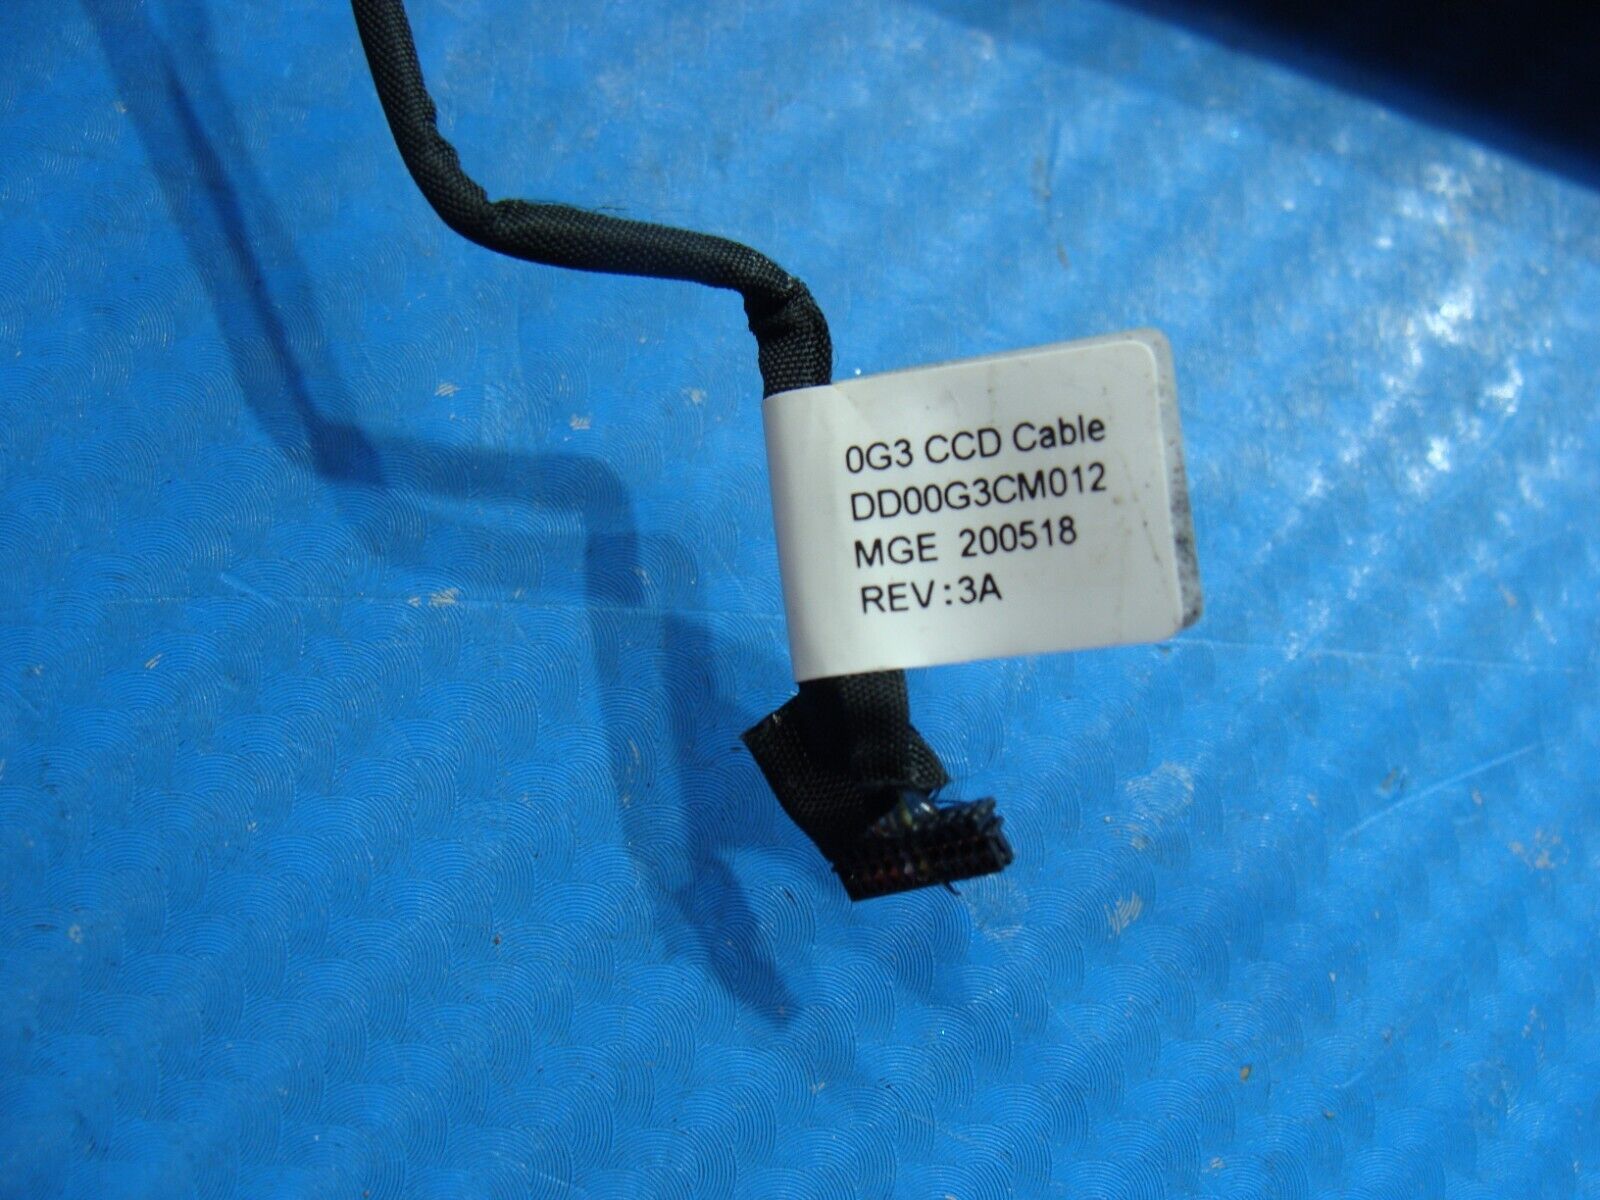 0G3 CCD Cable
DD00G3CM012
MGE 200518
REV:3A